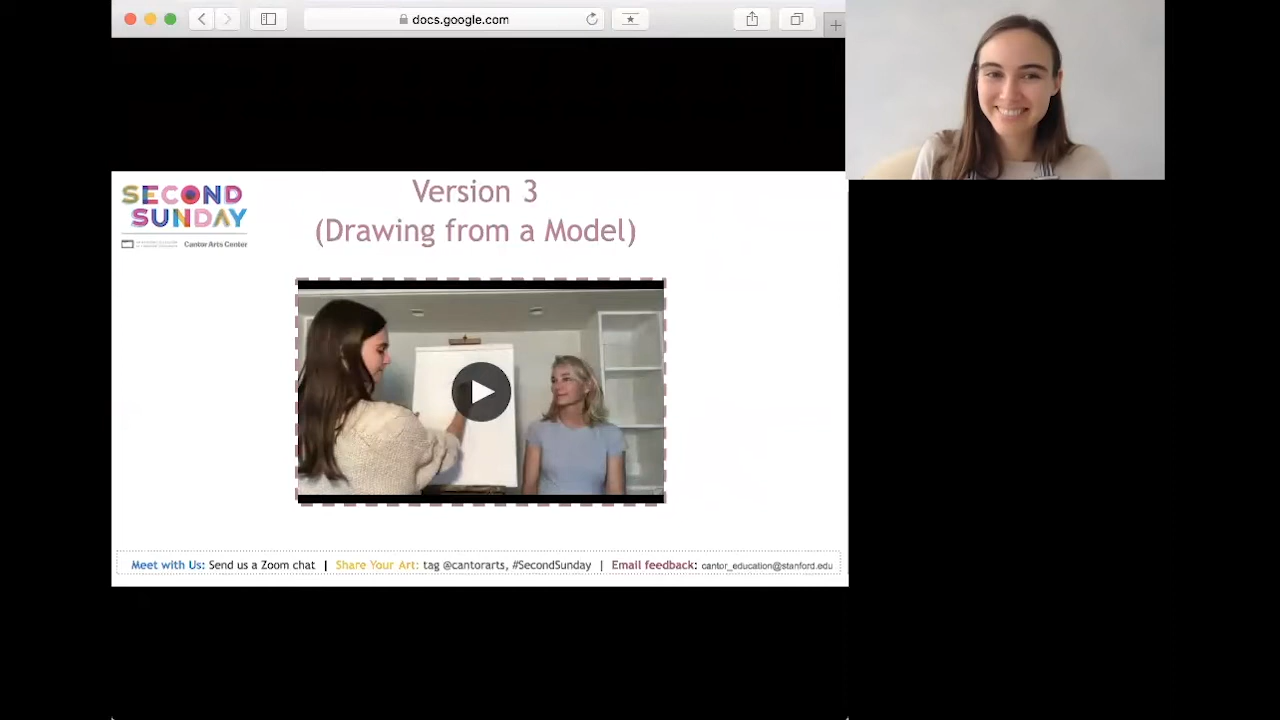 docs.google.com
SECOND
SUNDAY
Cantor Arts Center
Version 3
(Drawing from a Model)
Meet with Us: Send us a Zoom chat | Share Your Art: tag @cantorarts, #SecondSunday | Email feedback: cantor_education@stanford.edu